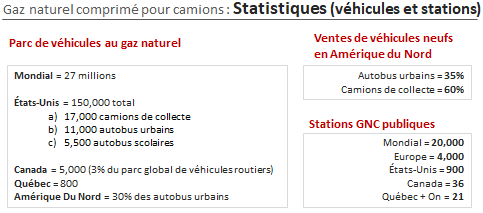 Gaz naturel comprimé pour camions : Statistiques (véhicules et stations)
Parc de véhicules au gaz naturel
Mondial = 27 millions
États-Unis = 150,000 total
a) 17,000 camions de collecte
b) 11,000 autobus urbains
c) 5,500 autobus scolaires
Canada = 5,000 (3% du parc global de véhicules routiers)
Québec = 800
Amérique Du Nord = 30% des autobus urbains
Ventes de véhicules neufs
en Amérique du Nord
Autobus urbains = 35%
Camions de collecte = 60%
Stations GNC publiques
Mondial = 20,000
Europe = 4,000
États-Unis = 900
Canada = 36
Québec + On = 21